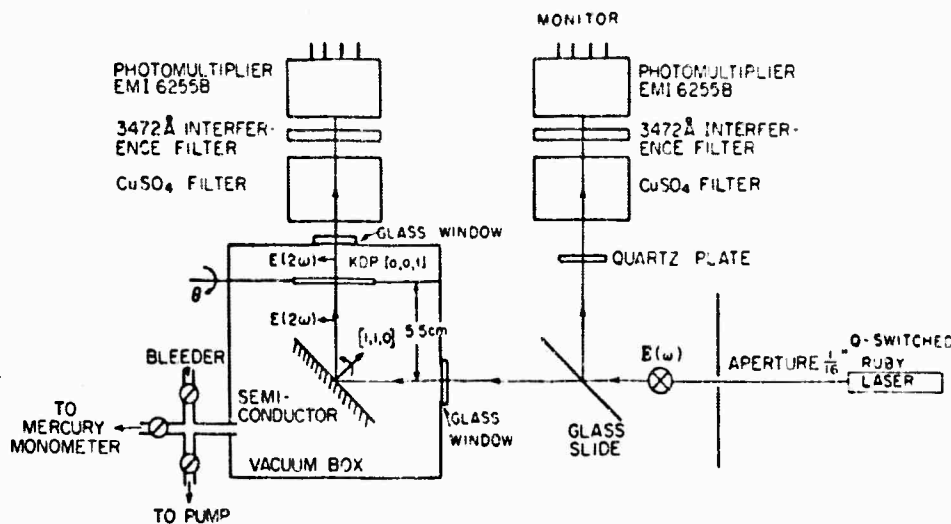 MONITOR
PHOTOMULTIPLIER
EMI 6255B
3472Å INTERFER-
ENCE FILTER
CuSO₄ FILTER
PHOTOMULTIPLIER
EMI 6255B
3472Å INTERFER-
ENCE FILTER
CuSO₄ FILTER
GLASS WINDOW
E(2ω)
KDP [0,0,1]
QUARTZ PLATE
θ
E(2ω)
5.5cm
[1,1,0]
BLEEDER
SEMI-
CONDUCTOR
GLASS
WINDOW
E(ω)
APERTURE 1/16"
Q-SWITCHED
RUBY
LASER
GLASS
SLIDE
TO
MERCURY
MONOMETER
VACUUM BOX
TO PUMP